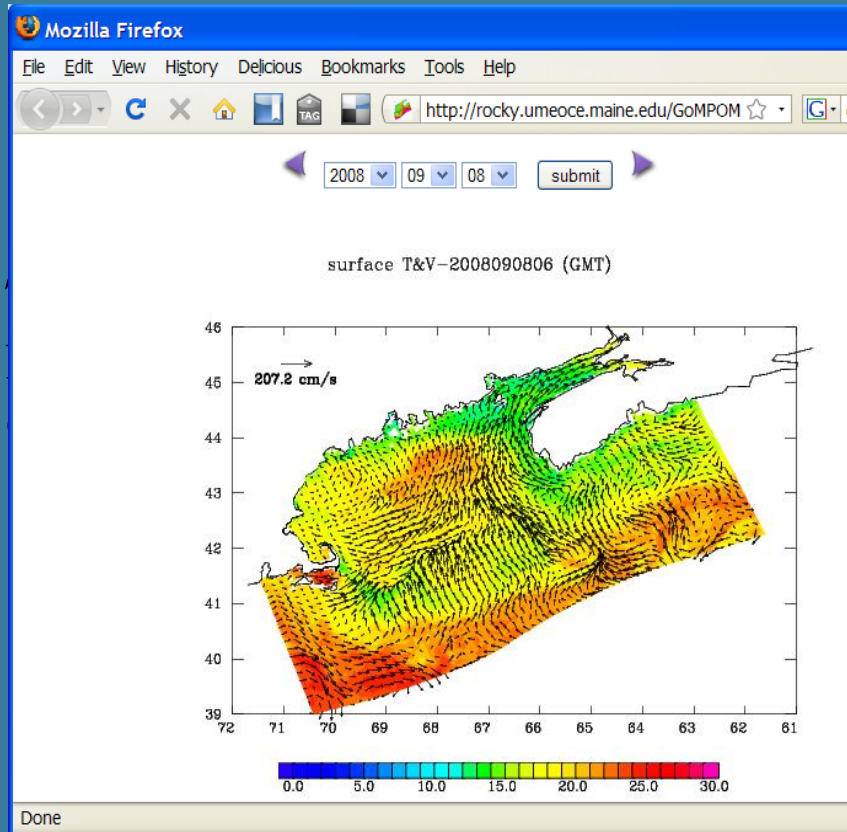 Mozilla Firefox
File Edit View History Delicious Bookmarks Tools Help
TAG http://rocky.umeoce.maine.edu/GoMPOM G
2008 09 08 submit
surface T&V-2008090806 (GMT)
46
207.2 cm/s
45
44
43
42
41
40
39
72 71 70 69 68 67 66 65 64 63 62 61
0.0 5.0 10.0 15.0 20.0 25.0 30.0
Done